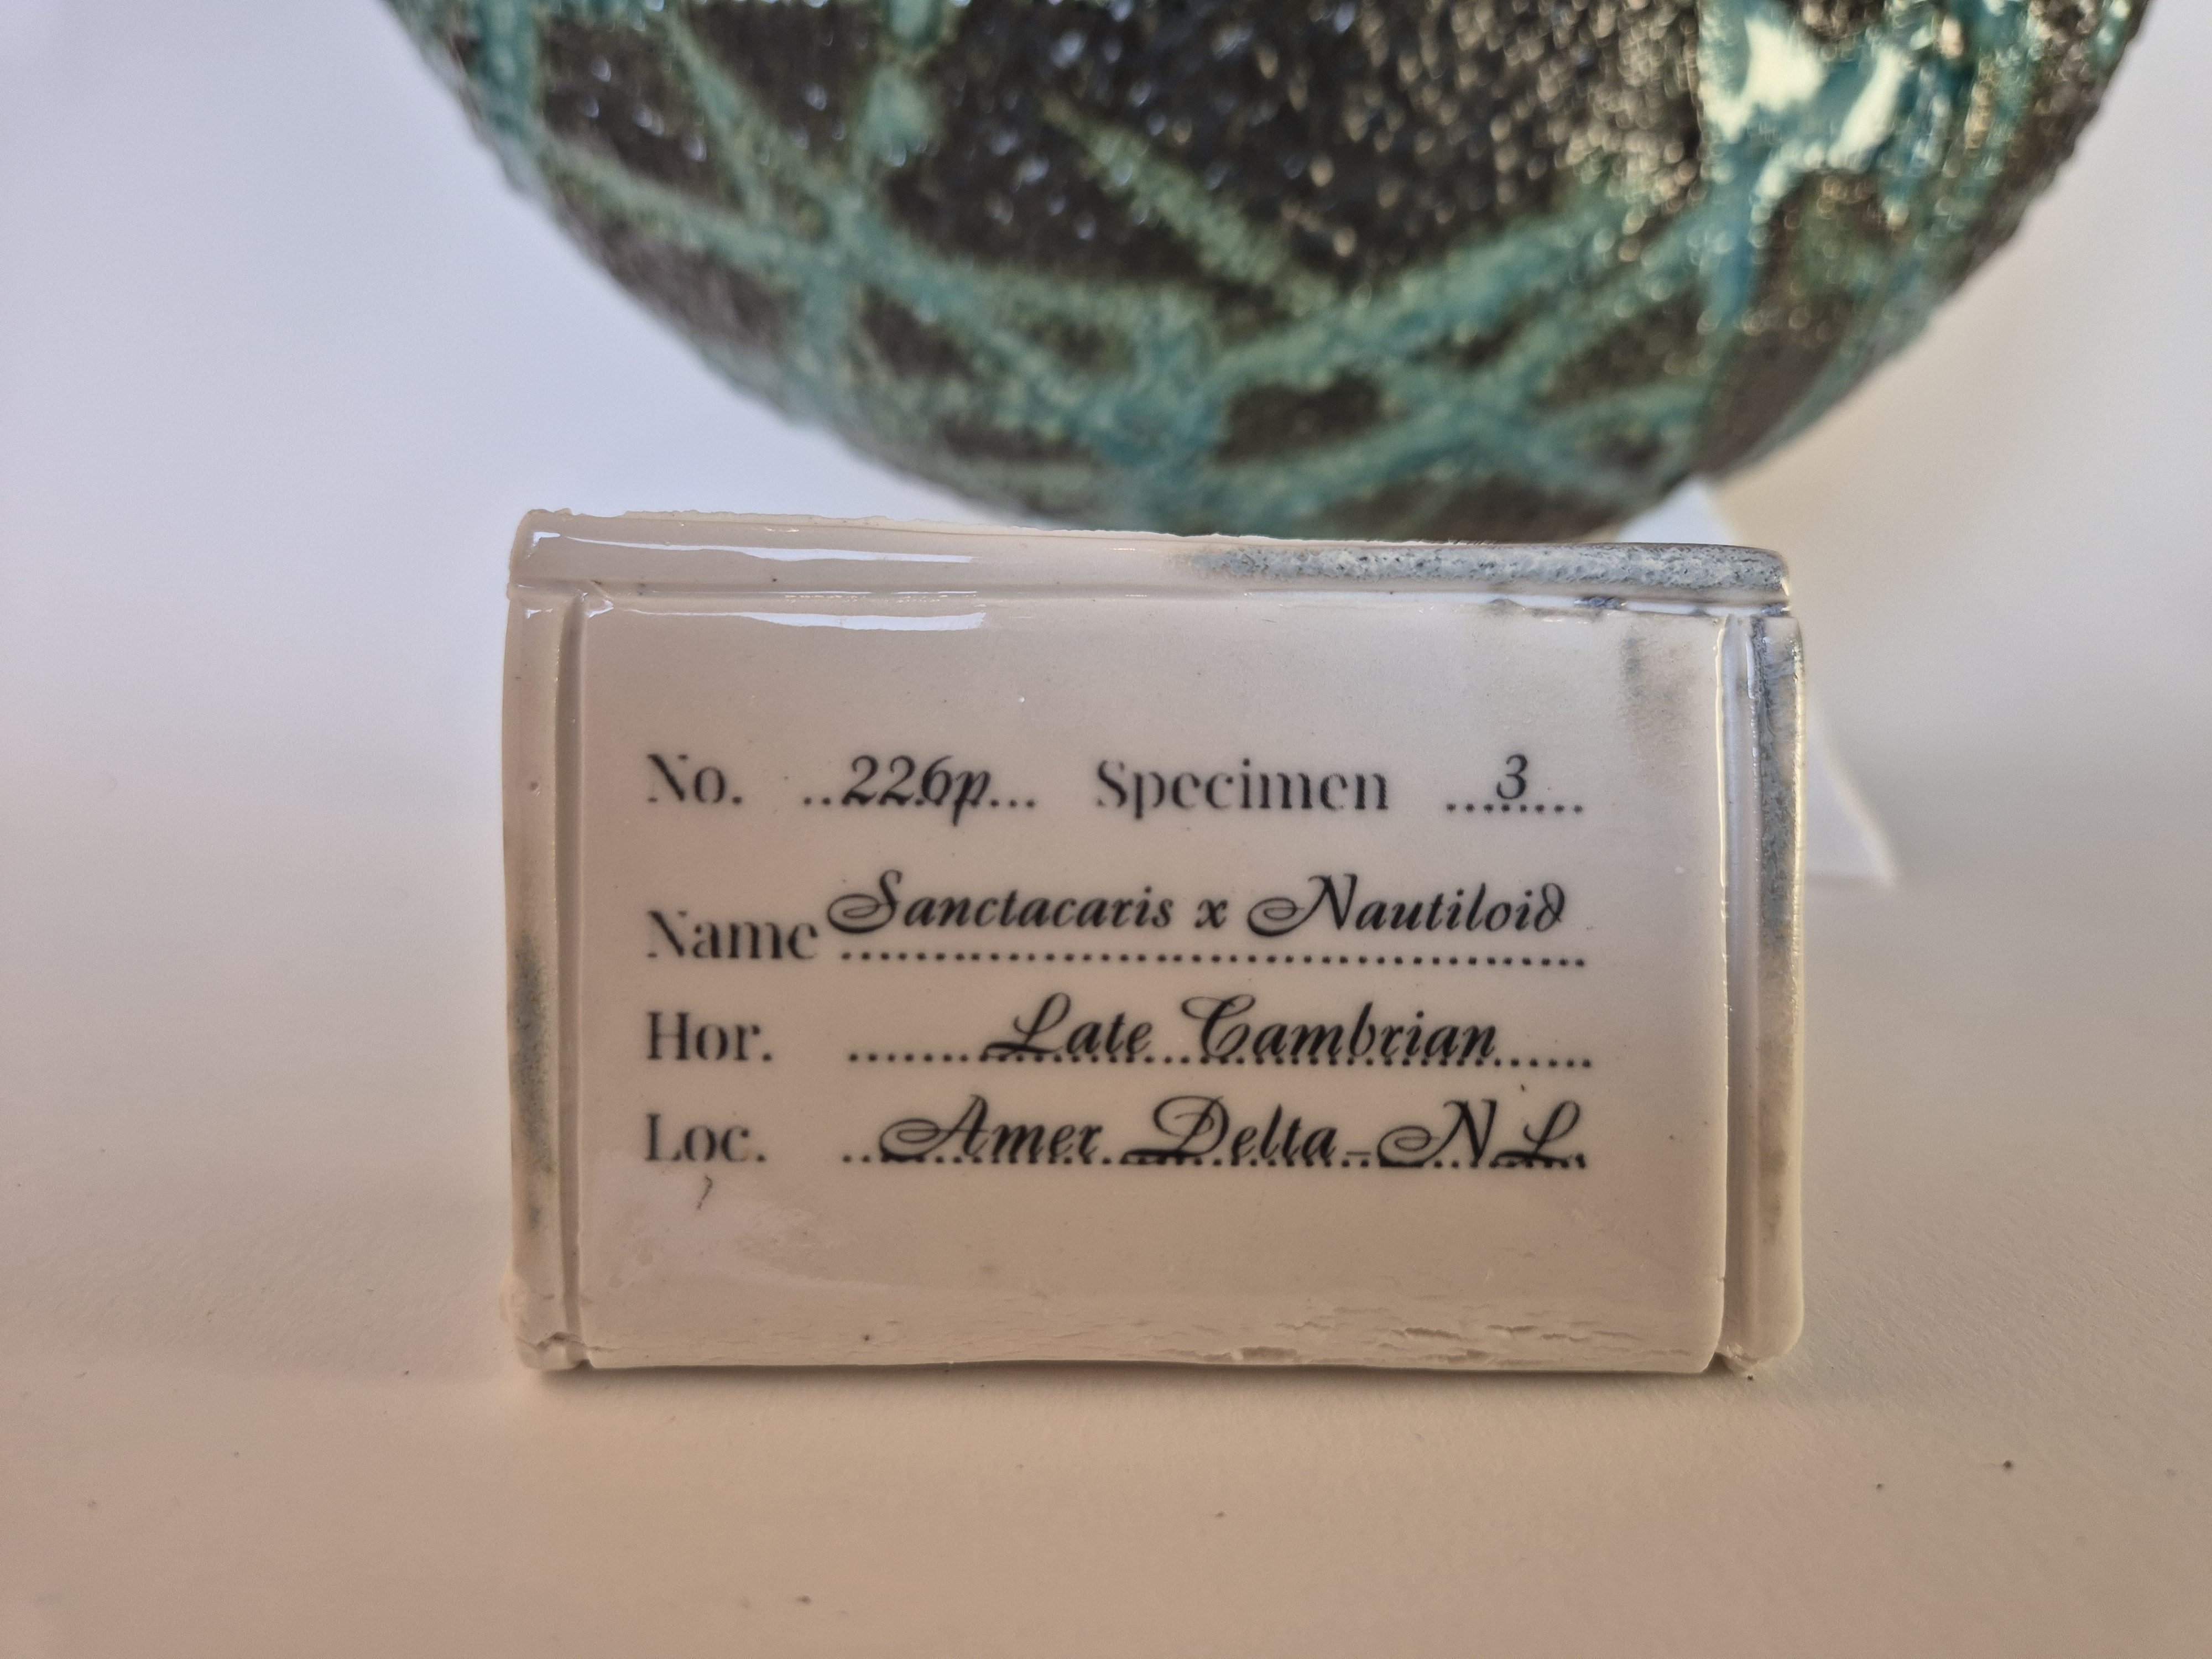 No. ..226p... Specimen ...3....
Name Sanctacaris x Nautiloid
Hor. Late Cambrian
Loc. Amer Delta-NL.